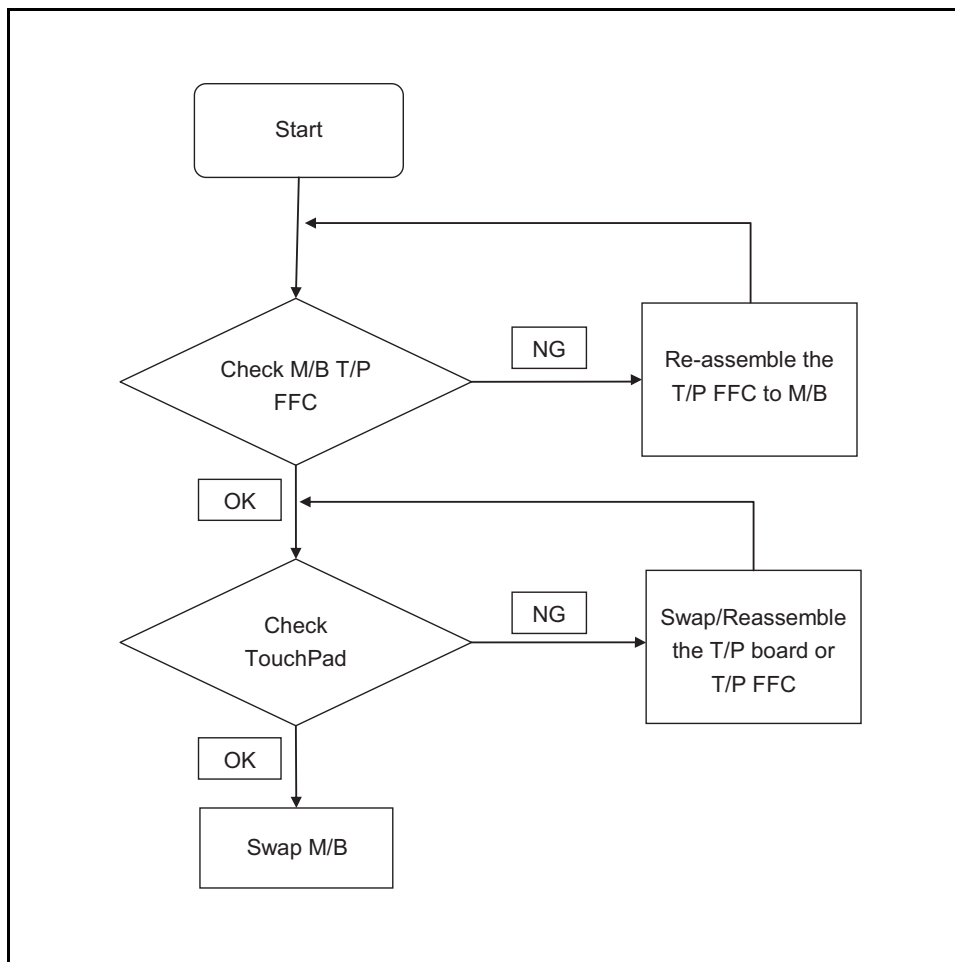 Start
Check M/B T/P
FFC
NG
Re-assemble the
T/P FFC to M/B
OK
Check
TouchPad
NG
Swap/Reassemble
the T/P board or
T/P FFC
OK
Swap M/B